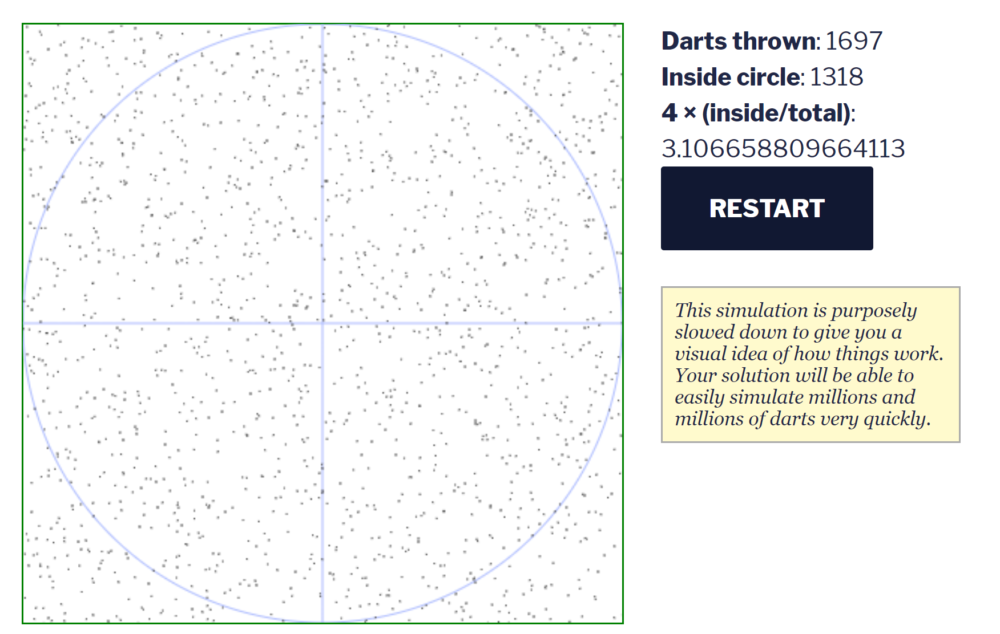 Darts thrown: 1697
Inside circle: 1318
4 × (inside/total):
3.106658809664113
RESTART
This simulation is purposely
slowed down to give you a
visual idea of how things work.
Your solution will be able to
easily simulate millions and
millions of darts very quickly.